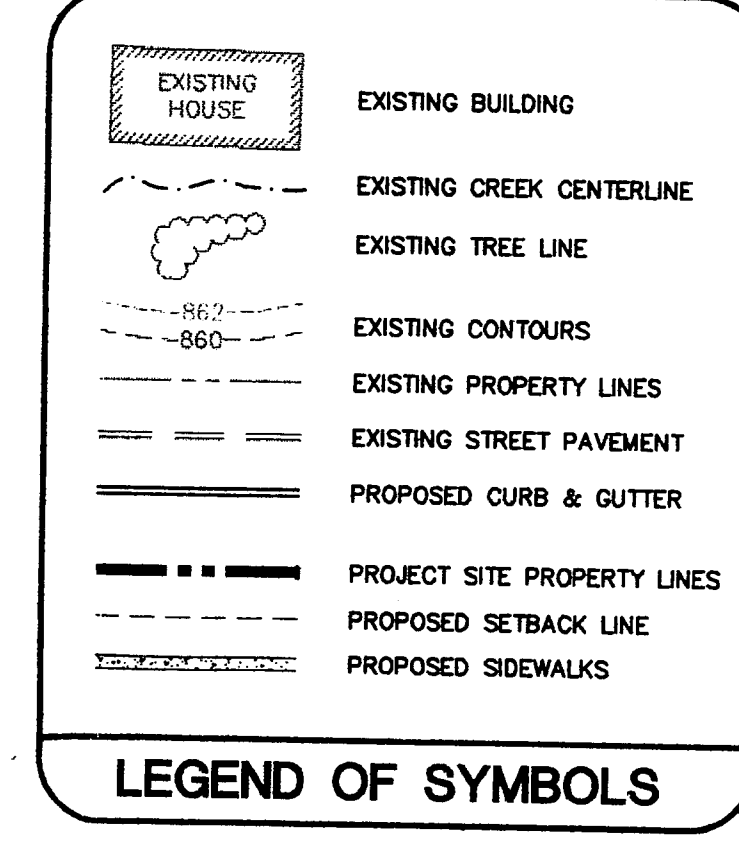 EXISTING
HOUSE
EXISTING BUILDING
EXISTING CREEK CENTERLINE
EXISTING TREE LINE
862
860
EXISTING CONTOURS
EXISTING PROPERTY LINES
EXISTING STREET PAVEMENT
PROPOSED CURB & GUTTER
PROJECT SITE PROPERTY LINES
PROPOSED SETBACK LINE
PROPOSED SIDEWALKS
LEGEND OF SYMBOLS